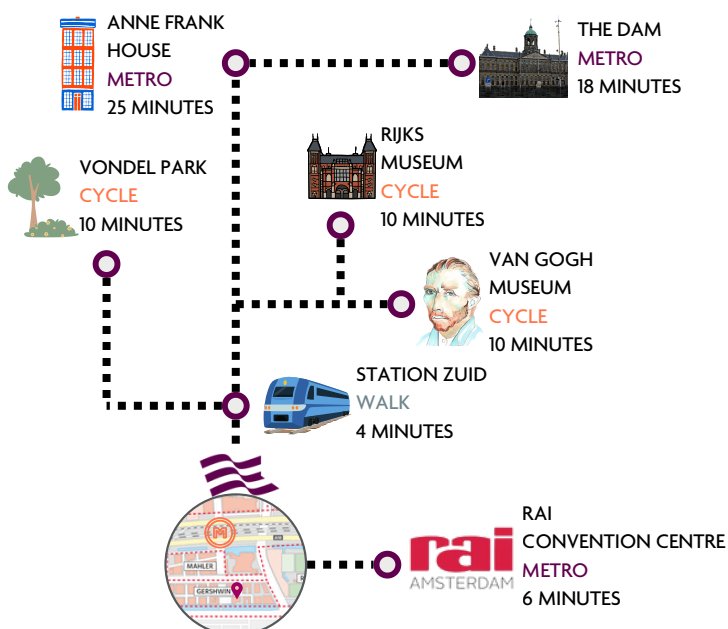 ANNE FRANK
HOUSE
METRO
25 MINUTES
THE DAM
METRO
18 MINUTES
RIJKS
MUSEUM
CYCLE
10 MINUTES
VONDEL PARK
CYCLE
10 MINUTES
VAN GOGH
MUSEUM
CYCLE
10 MINUTES
STATION ZUID
WALK
4 MINUTES
M
MAHLER
GERSHWIN
rai
AMSTERDAM
RAI
CONVENTION CENTRE
METRO
6 MINUTES